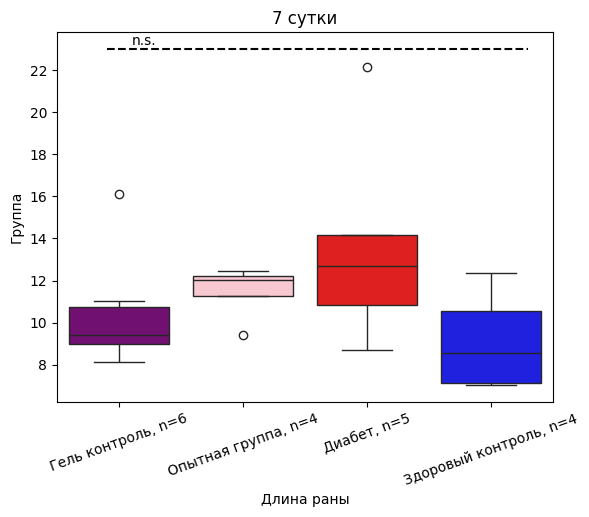 7 сутки
n.s.
Группа
22
20
18
16
14
12
10
8
Гель контроль, n=6
Опытная группа, n=4
Диабет, n=5
Здоровый контроль, n=4
Длина раны